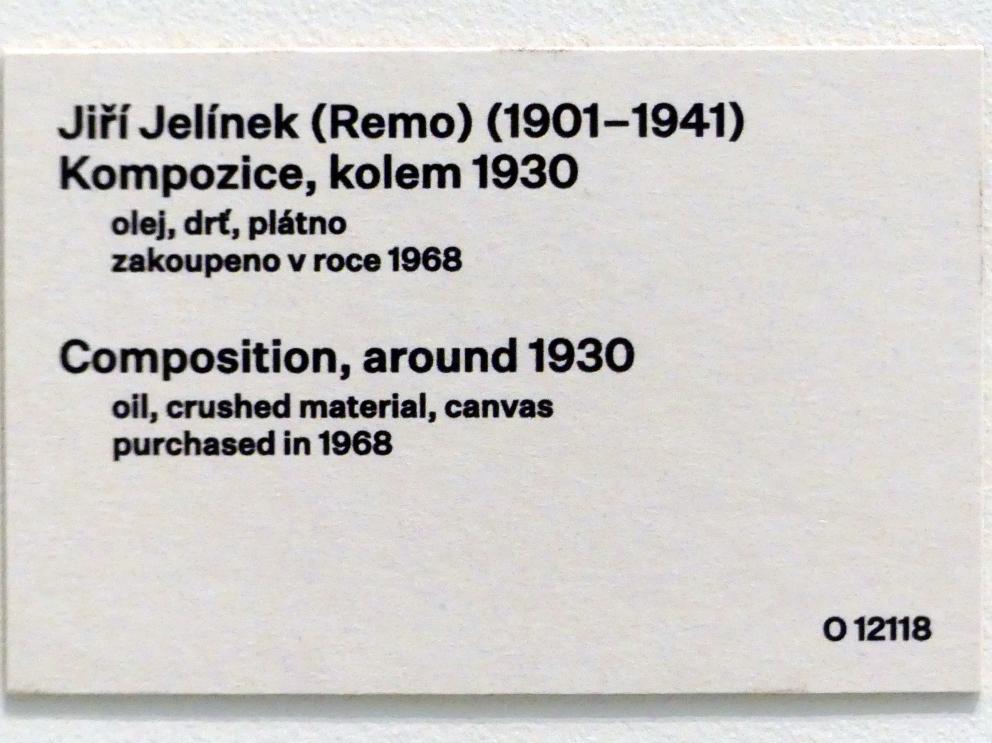 Jiří Jelínek (Remo) (1901–1941)
Kompozice, kolem 1930
olej, drť, plátno
zakoupeno v roce 1968
Composition, around 1930
oil, crushed material, canvas
purchased in 1968
O 12118